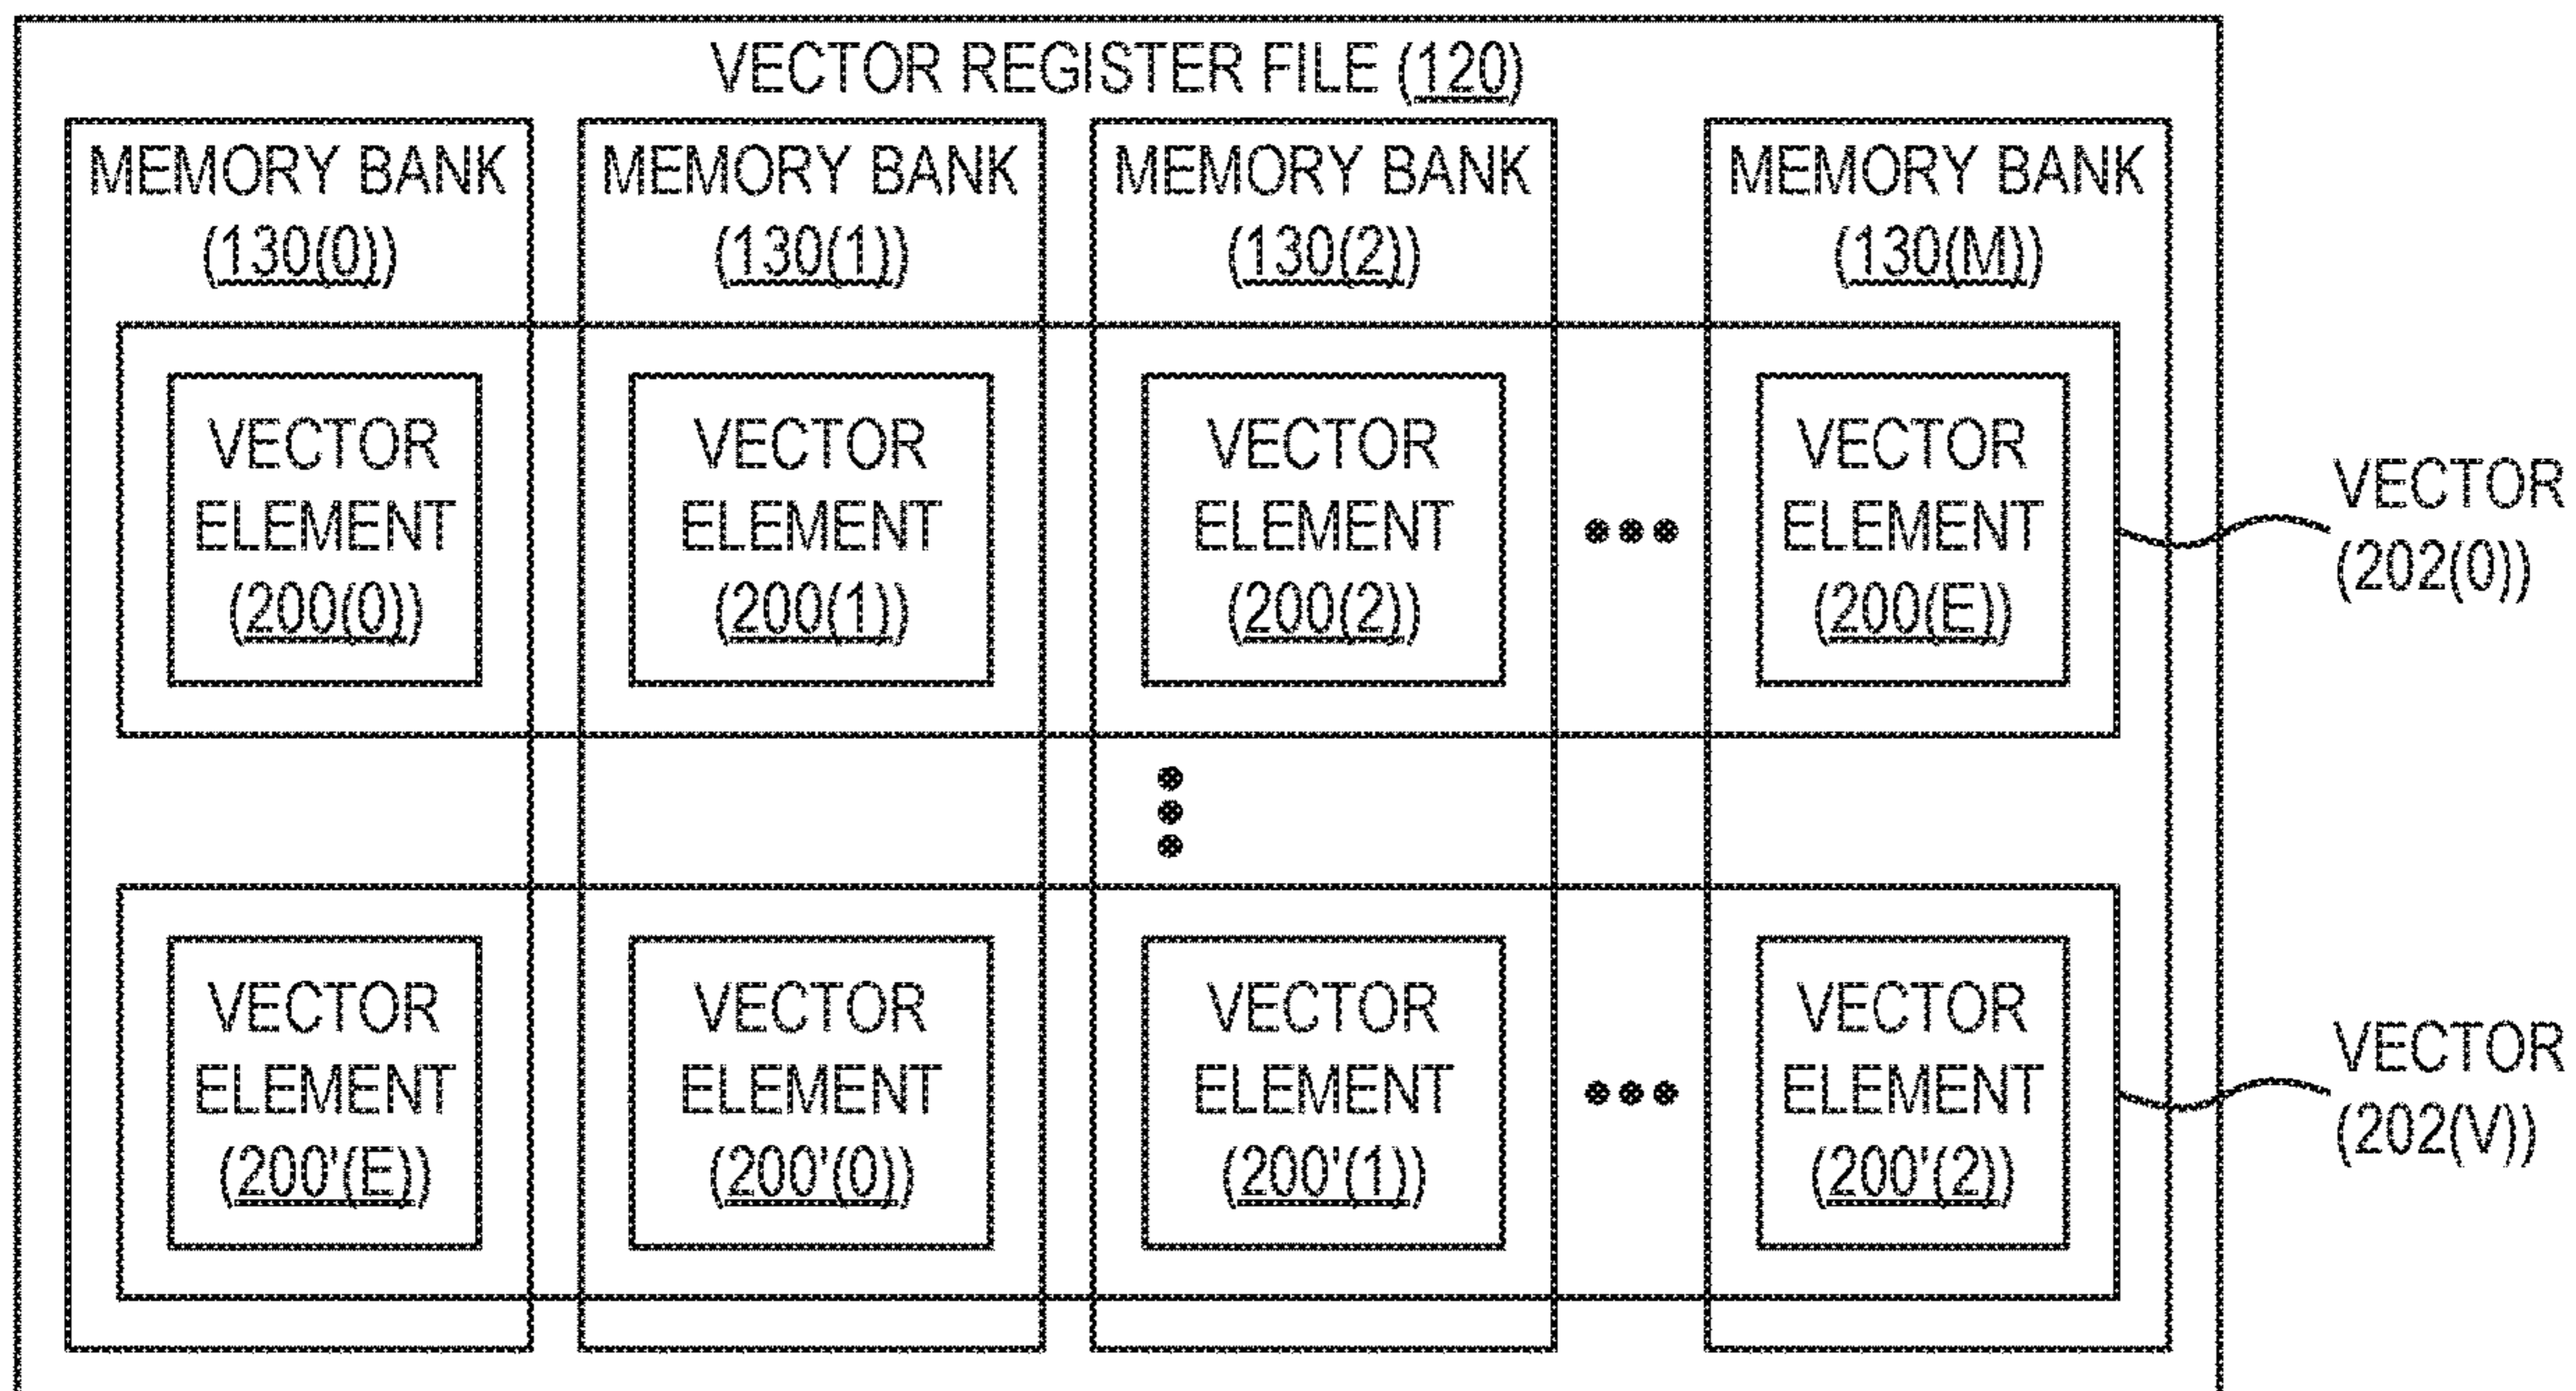 VECTOR REGISTER FILE (120)
MEMORY BANK
(130(0))
MEMORY BANK
(130(1))
MEMORY BANK
(130(2))
MEMORY BANK
(130(M))
VECTOR
ELEMENT
(200(0))
VECTOR
ELEMENT
(200(1))
VECTOR
ELEMENT
(200(2))
VECTOR
ELEMENT
(200(E))
VECTOR
(202(0))
VECTOR
ELEMENT
(200'(E))
VECTOR
ELEMENT
(200'(0))
VECTOR
ELEMENT
(200'(1))
VECTOR
ELEMENT
(200'(2))
VECTOR
(202(V))